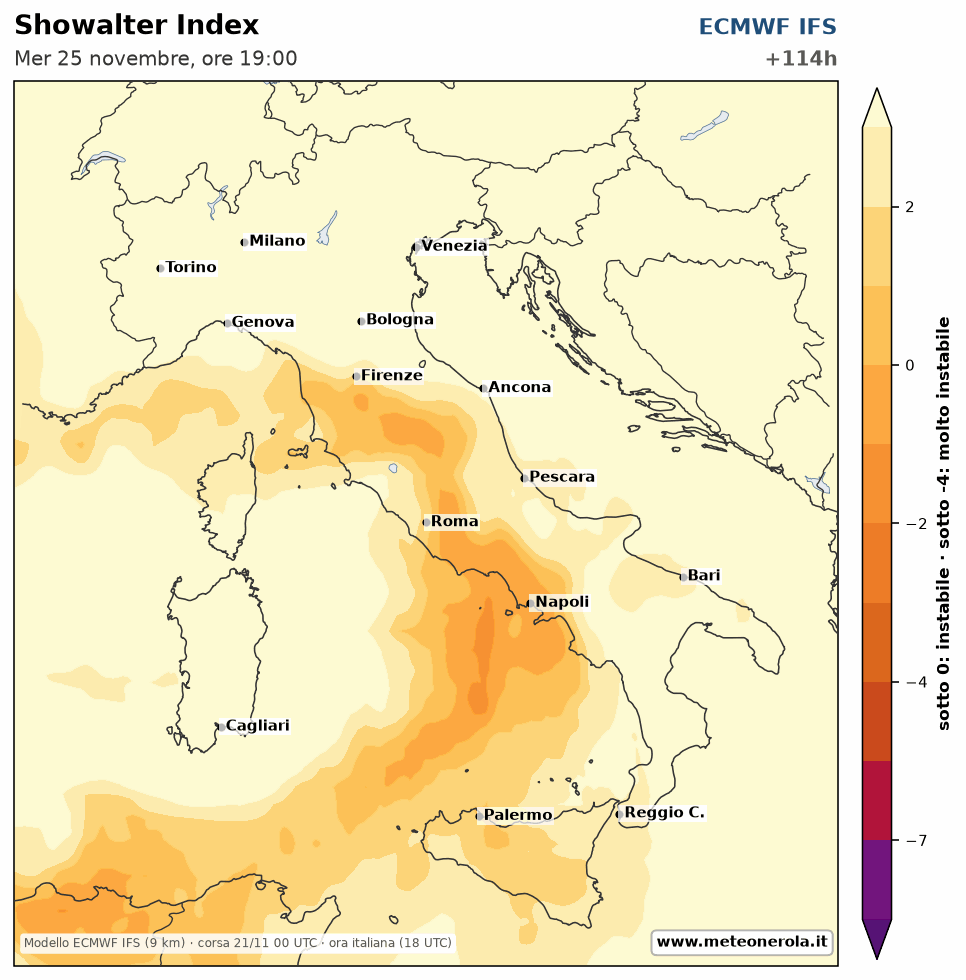 Showalter Index
ECMWF IFS
Mer 25 novembre, ore 19:00
+114h
Milano
Venezia
Torino
Genova
Bologna
Firenze
Ancona
Pescara
Roma
Bari
Napoli
Cagliari
Palermo
Reggio C.
2
0
−2
−4
−7
sotto 0: instabile · sotto -4: molto instabile
Modello ECMWF IFS (9 km) · corsa 21/11 00 UTC · ora italiana (18 UTC)
www.meteonerola.it